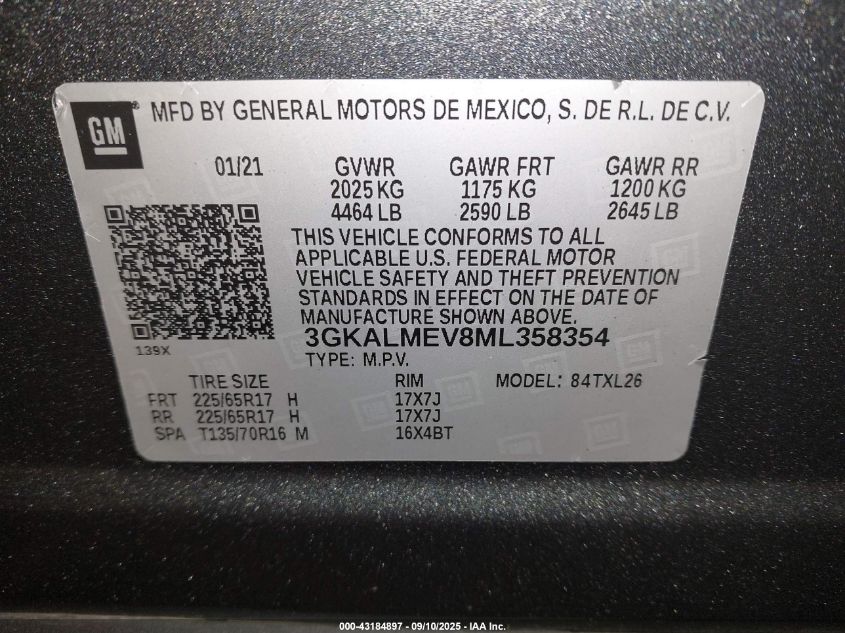 GM ® MFD BY GENERAL MOTORS DE MEXICO, S. DE R.L. DE C.V.
01/21 GVWR GAWR FRT GAWR RR
2025 KG 1175 KG 1200 KG
4464 LB 2590 LB 2645 LB
THIS VEHICLE CONFORMS TO ALL
APPLICABLE U.S. FEDERAL MOTOR
VEHICLE SAFETY AND THEFT PREVENTION
STANDARDS IN EFFECT ON THE DATE OF
MANUFACTURE SHOWN ABOVE.
3GKALMEV8ML358354
139X
TYPE: M.P.V.
TIRE SIZE RIM MODEL: 84TXL26
FRT 225/65R17 H 17X7J
RR 225/65R17 H 17X7J
SPA T135/70R16 M 16X4BT
000-43184897 - 09/10/2025 - IAA Inc.